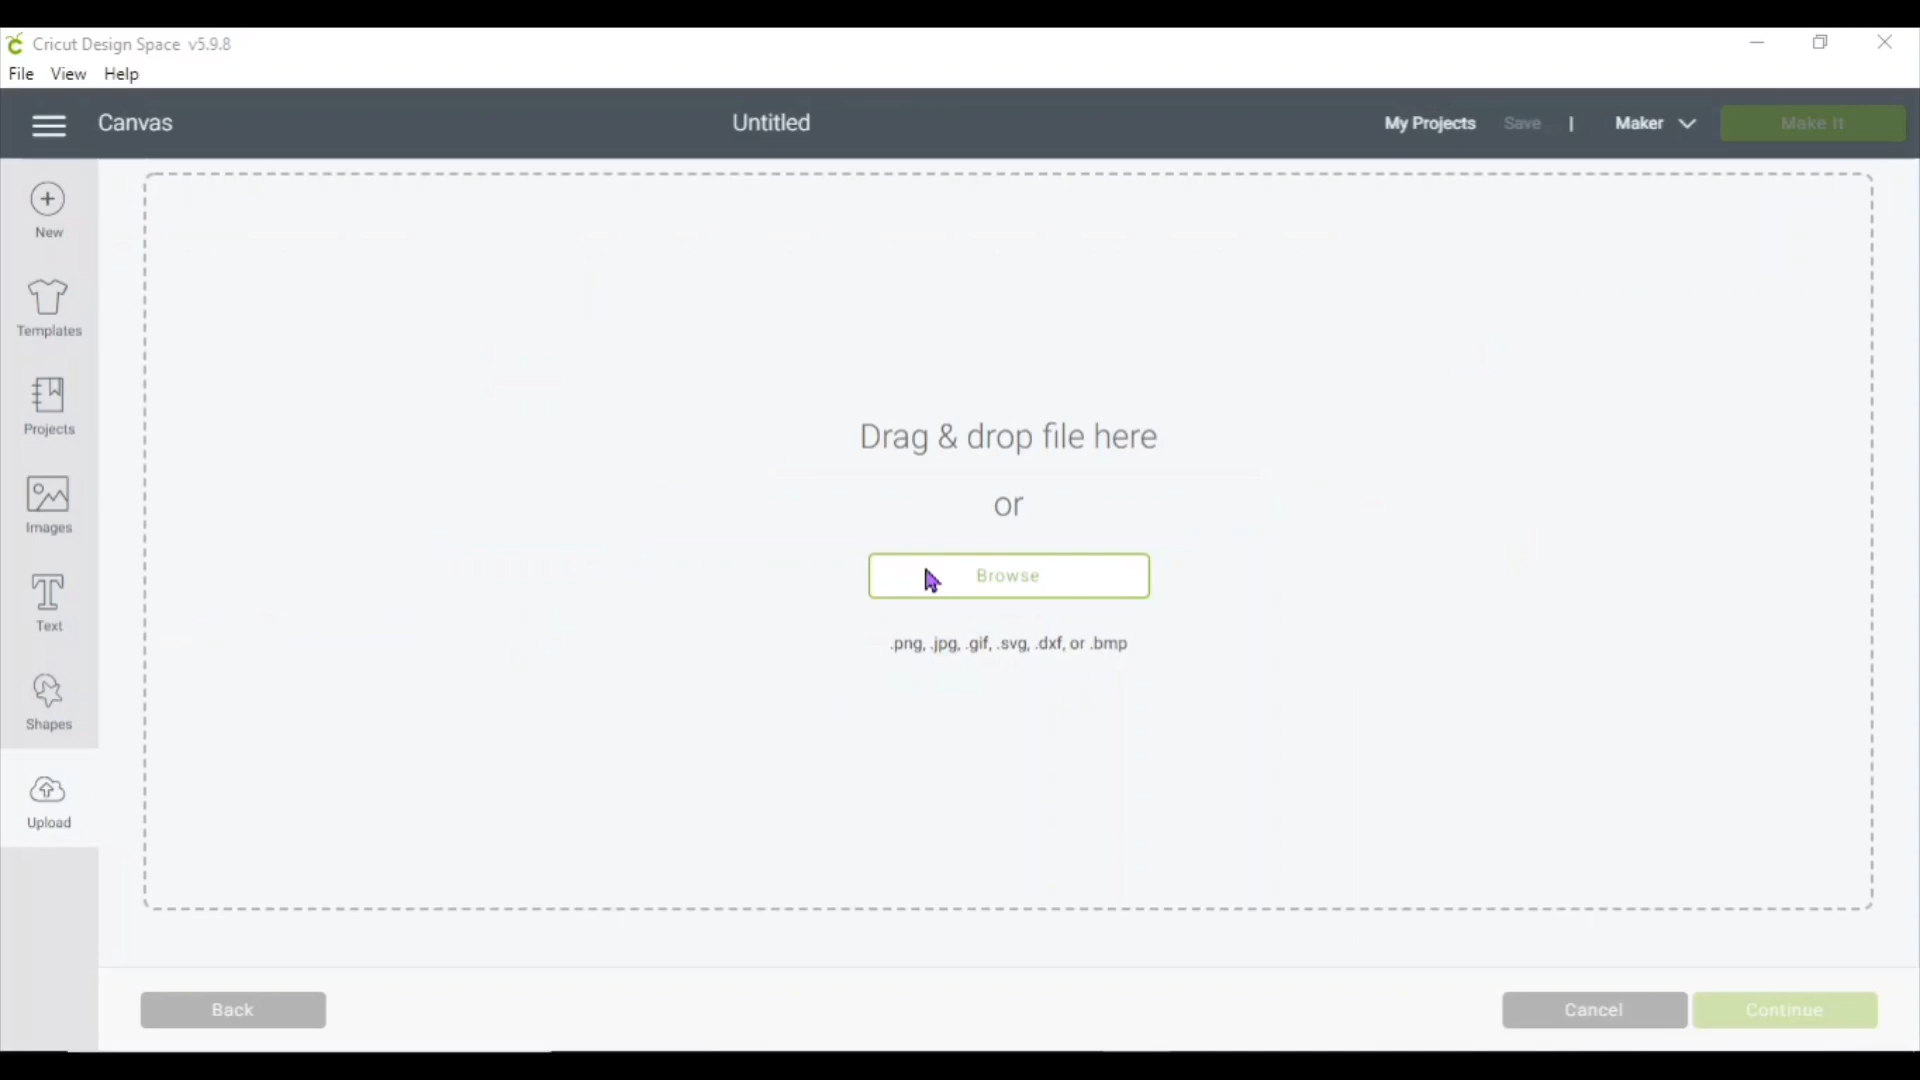 Cricut Design Space v5.9.8
File View Help
Canvas Untitled My Projects Save | Maker Make It
New
Templates
Projects
Images
Text
Shapes
Upload
Drag & drop file here
or
Browse
.png, .jpg, .gif, .svg, .dxf, or .bmp
Back Cancel Continue